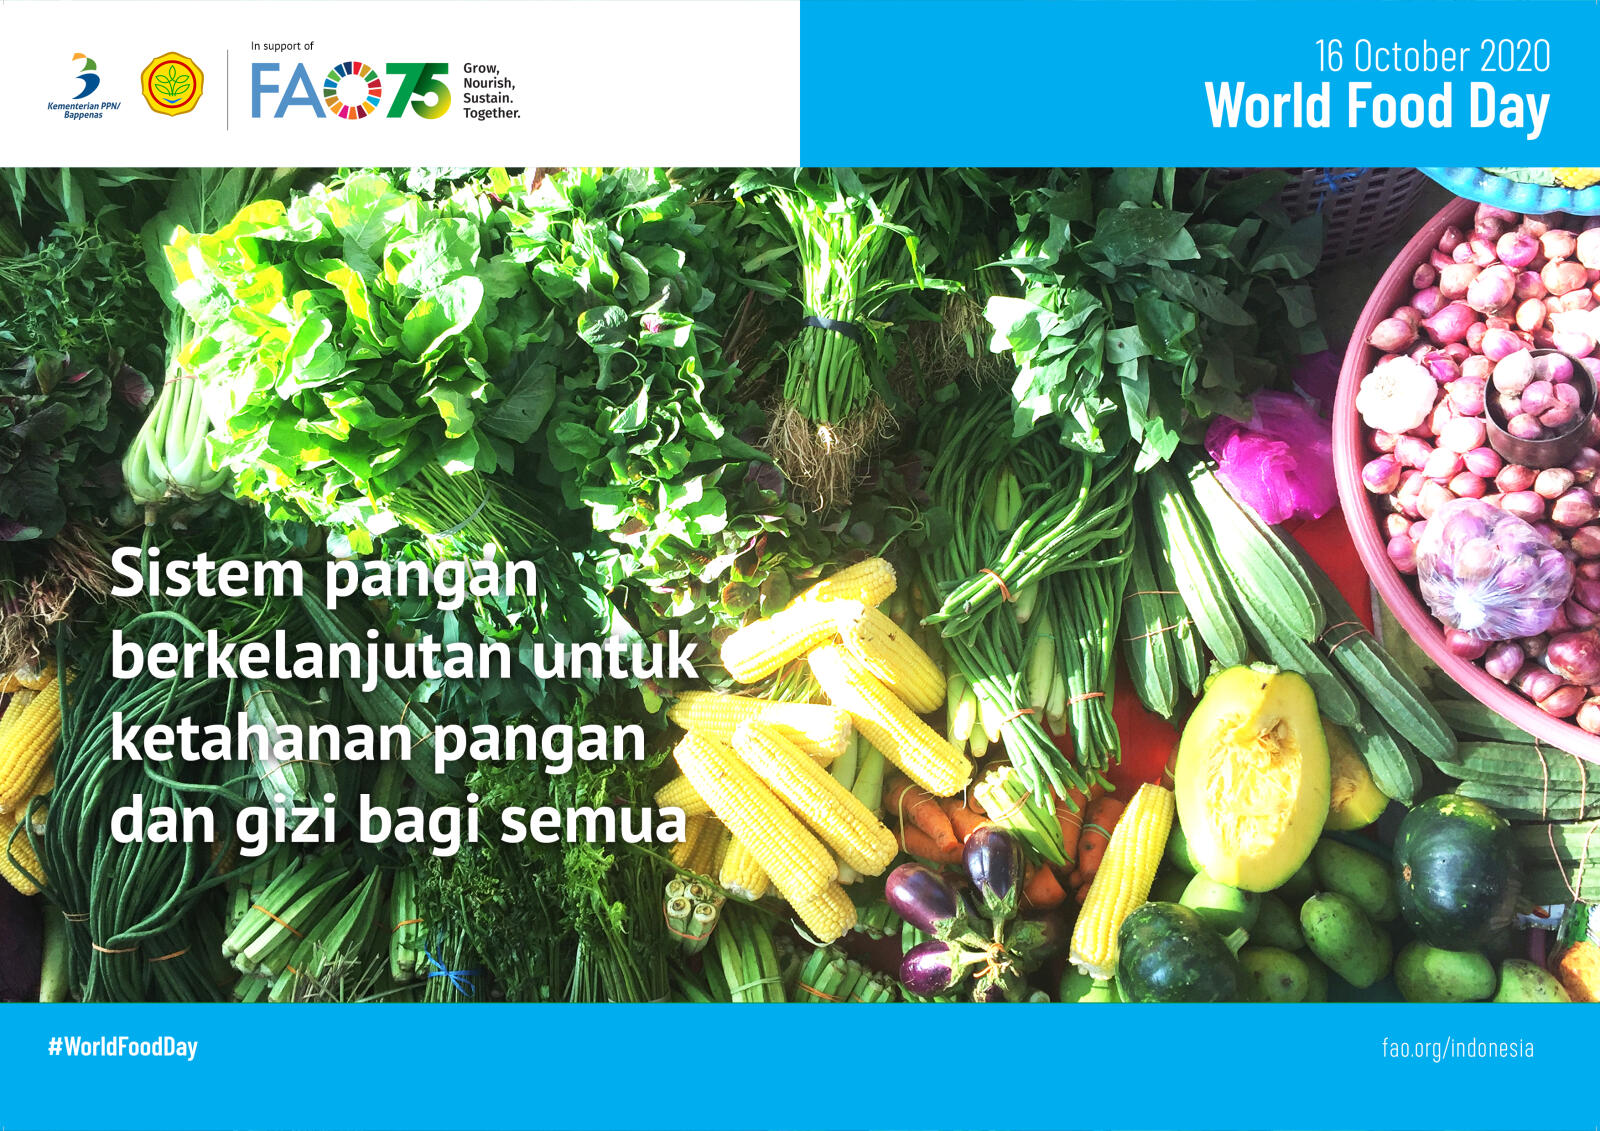 Kementerian PPN/
Bappenas
In support of
FAO75
Grow,
Nourish,
Sustain.
Together.
16 October 2020
World Food Day
Sistem pangan
berkelanjutan untuk
ketahanan pangan
dan gizi bagi semua
#WorldFoodDay
fao.org/indonesia